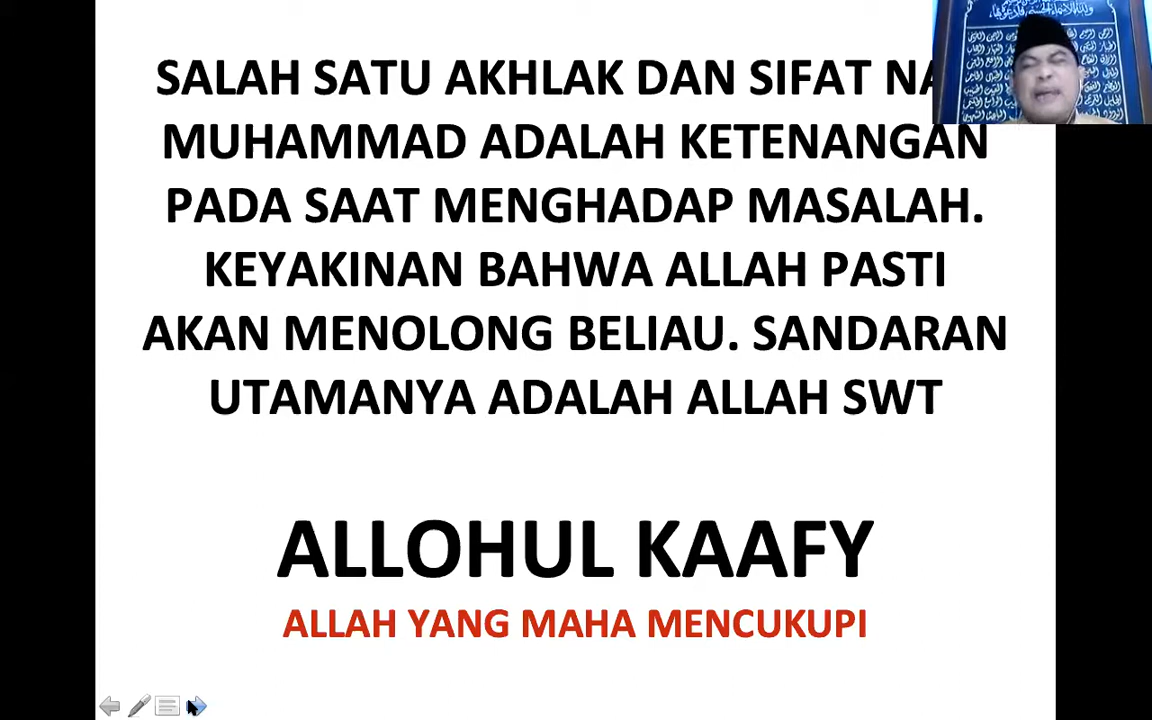 SALAH SATU AKHLAK DAN SIFAT
MUHAMMAD ADALAH KETENANGAN
PADA SAAT MENGHADAP MASALAH.
KEYAKINAN BAHWA ALLAH PASTI
AKAN MENOLONG BELIAU. SANDARAN
UTAMANYA ADALAH ALLAH SWT
ALLOHUL KAAFY
ALLAH YANG MAHA MENCUKUPI